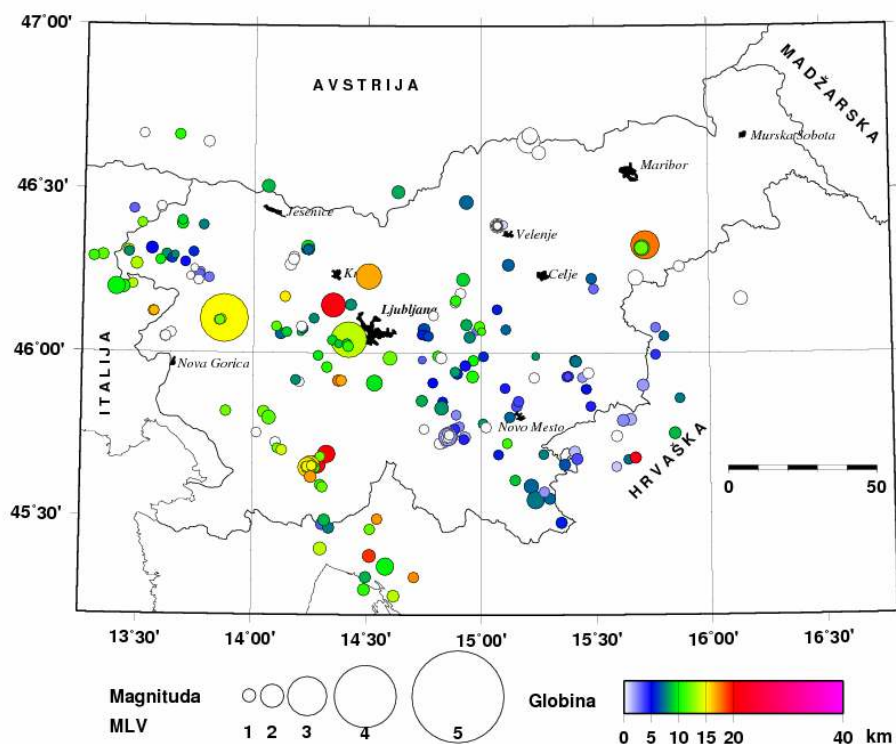 47°00'
AVSTRIJA
MADŽARSKA
Murska Sobota
Maribor
46°30'
Jesenice
Velenje
Kr
Celje
Ljubljana
46°00'
Nova Gorica
ITALIJA
Novo Mesto
HRVAŠKA
45°30'
0 50
13°30' 14°00' 14°30' 15°00' 15°30' 16°00' 16°30'
Magnituda
MLV
1 2 3 4 5
Globina
0 5 10 15 20 40 km